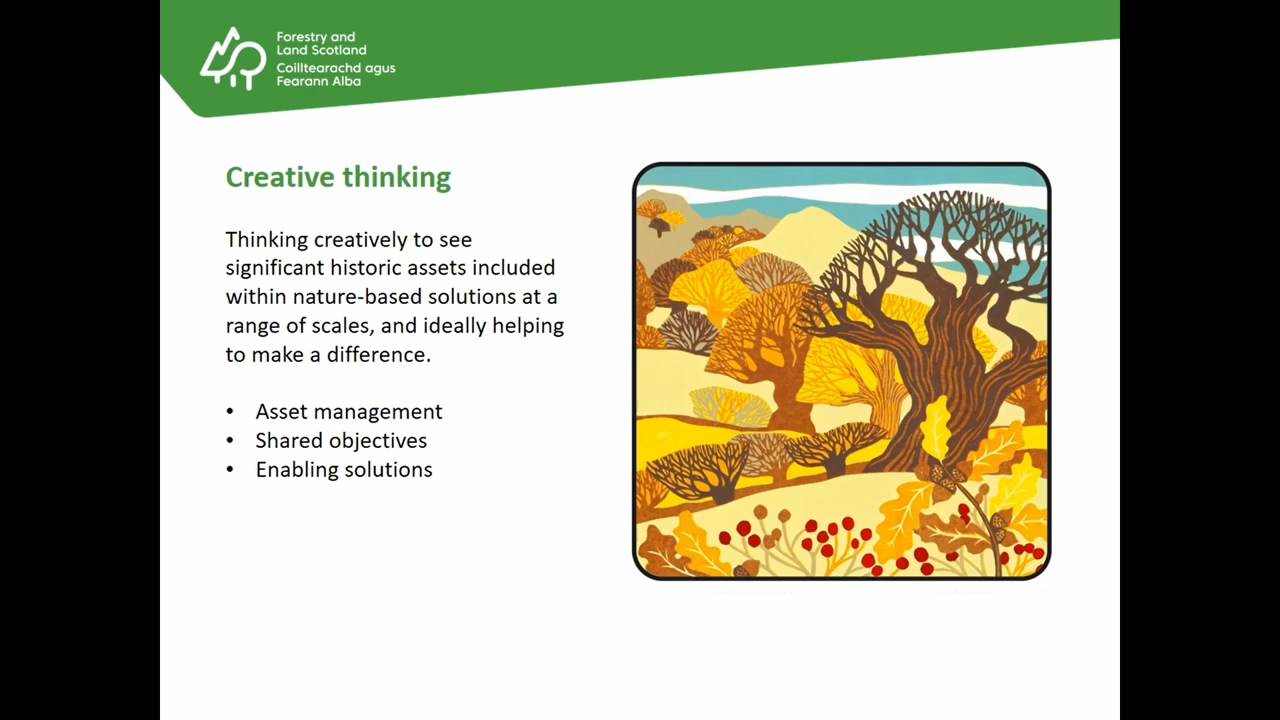 Forestry and
Land Scotland
Coilltearachd agus
Fearann Alba
Creative thinking
Thinking creatively to see
significant historic assets included
within nature-based solutions at a
range of scales, and ideally helping
to make a difference.
• Asset management
• Shared objectives
• Enabling solutions